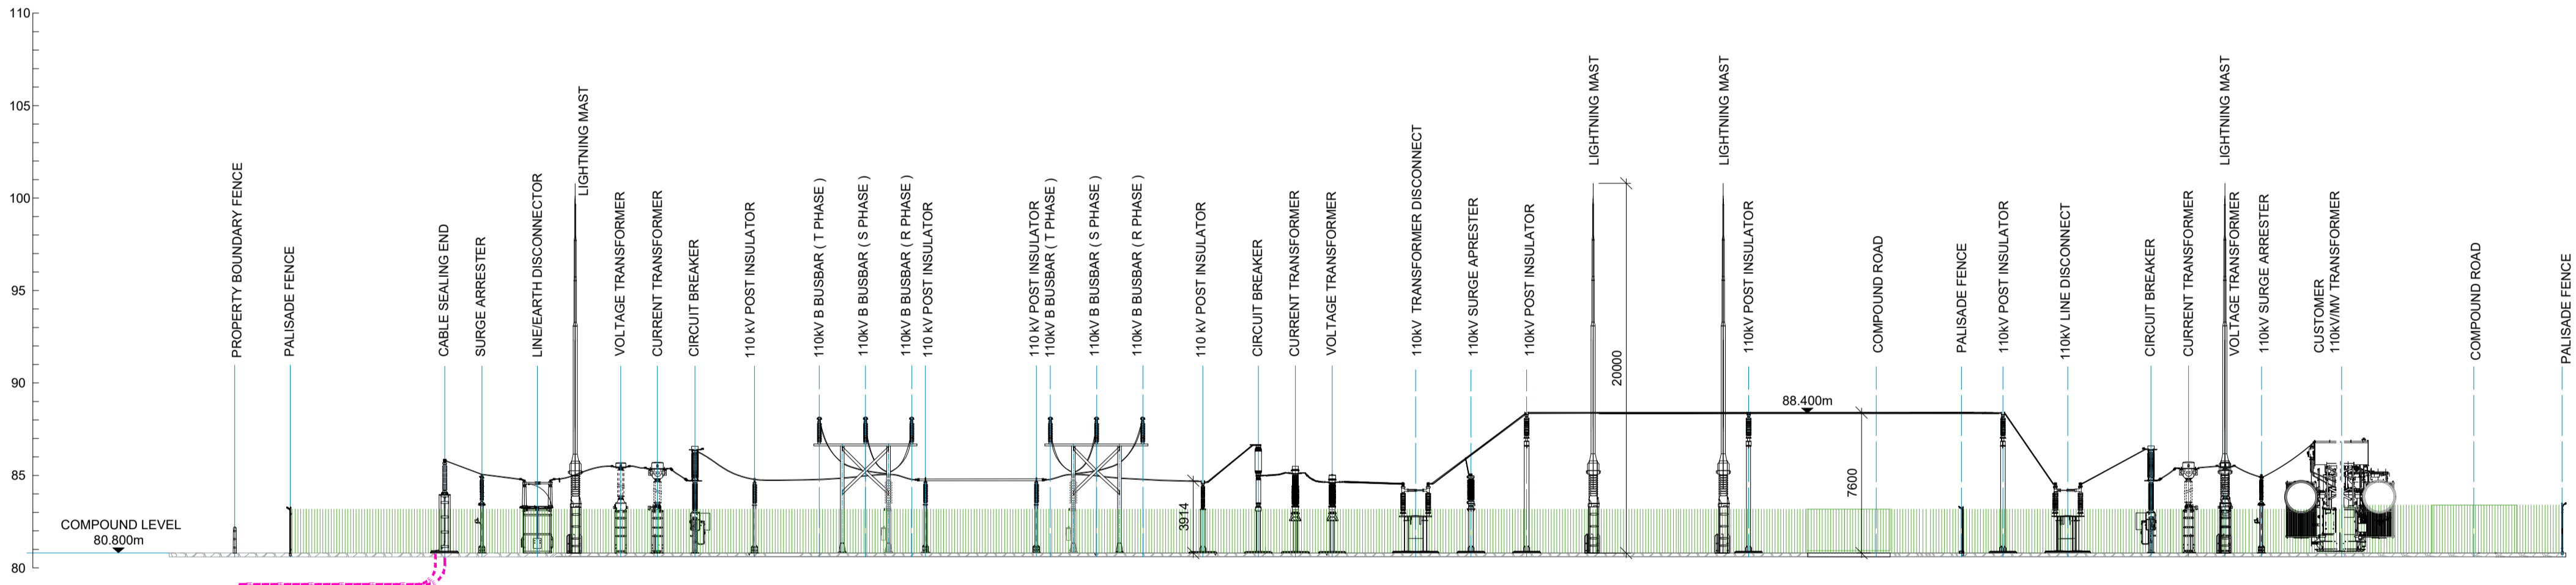 110
105
100
95
90
85
80
COMPOUND LEVEL
80.800m
PROPERTY BOUNDARY FENCE
PALISADE FENCE
CABLE SEALING END
SURGE ARRESTER
LINE/EARTH DISCONNECTOR
LIGHTNING MAST
VOLTAGE TRANSFORMER
CURRENT TRANSFORMER
CIRCUIT BREAKER
110 kV POST INSULATOR
110kV B BUSBAR ( T PHASE )
110kV B BUSBAR ( S PHASE )
110kV B BUSBAR ( R PHASE )
110 kV POST INSULATOR
110 kV POST INSULATOR
110kV B BUSBAR ( T PHASE )
110kV B BUSBAR ( S PHASE )
110kV B BUSBAR ( R PHASE )
3914
110 kV POST INSULATOR
CIRCUIT BREAKER
CURRENT TRANSFORMER
VOLTAGE TRANSFORMER
110kV TRANSFORMER DISCONNECT
110kV SURGE APRESTER
110kV POST INSULATOR
LIGHTNING MAST
20000
LIGHTNING MAST
110kV POST INSULATOR
88.400m
7600
COMPOUND ROAD
PALISADE FENCE
110kV POST INSULATOR
110kV LINE DISCONNECT
CIRCUIT BREAKER
CURRENT TRANSFORMER
LIGHTNING MAST
VOLTAGE TRANSFORMER
110kV SURGE ARRESTER
CUSTOMER
110kV/MV TRANSFORMER
COMPOUND ROAD
PALISADE FENCE